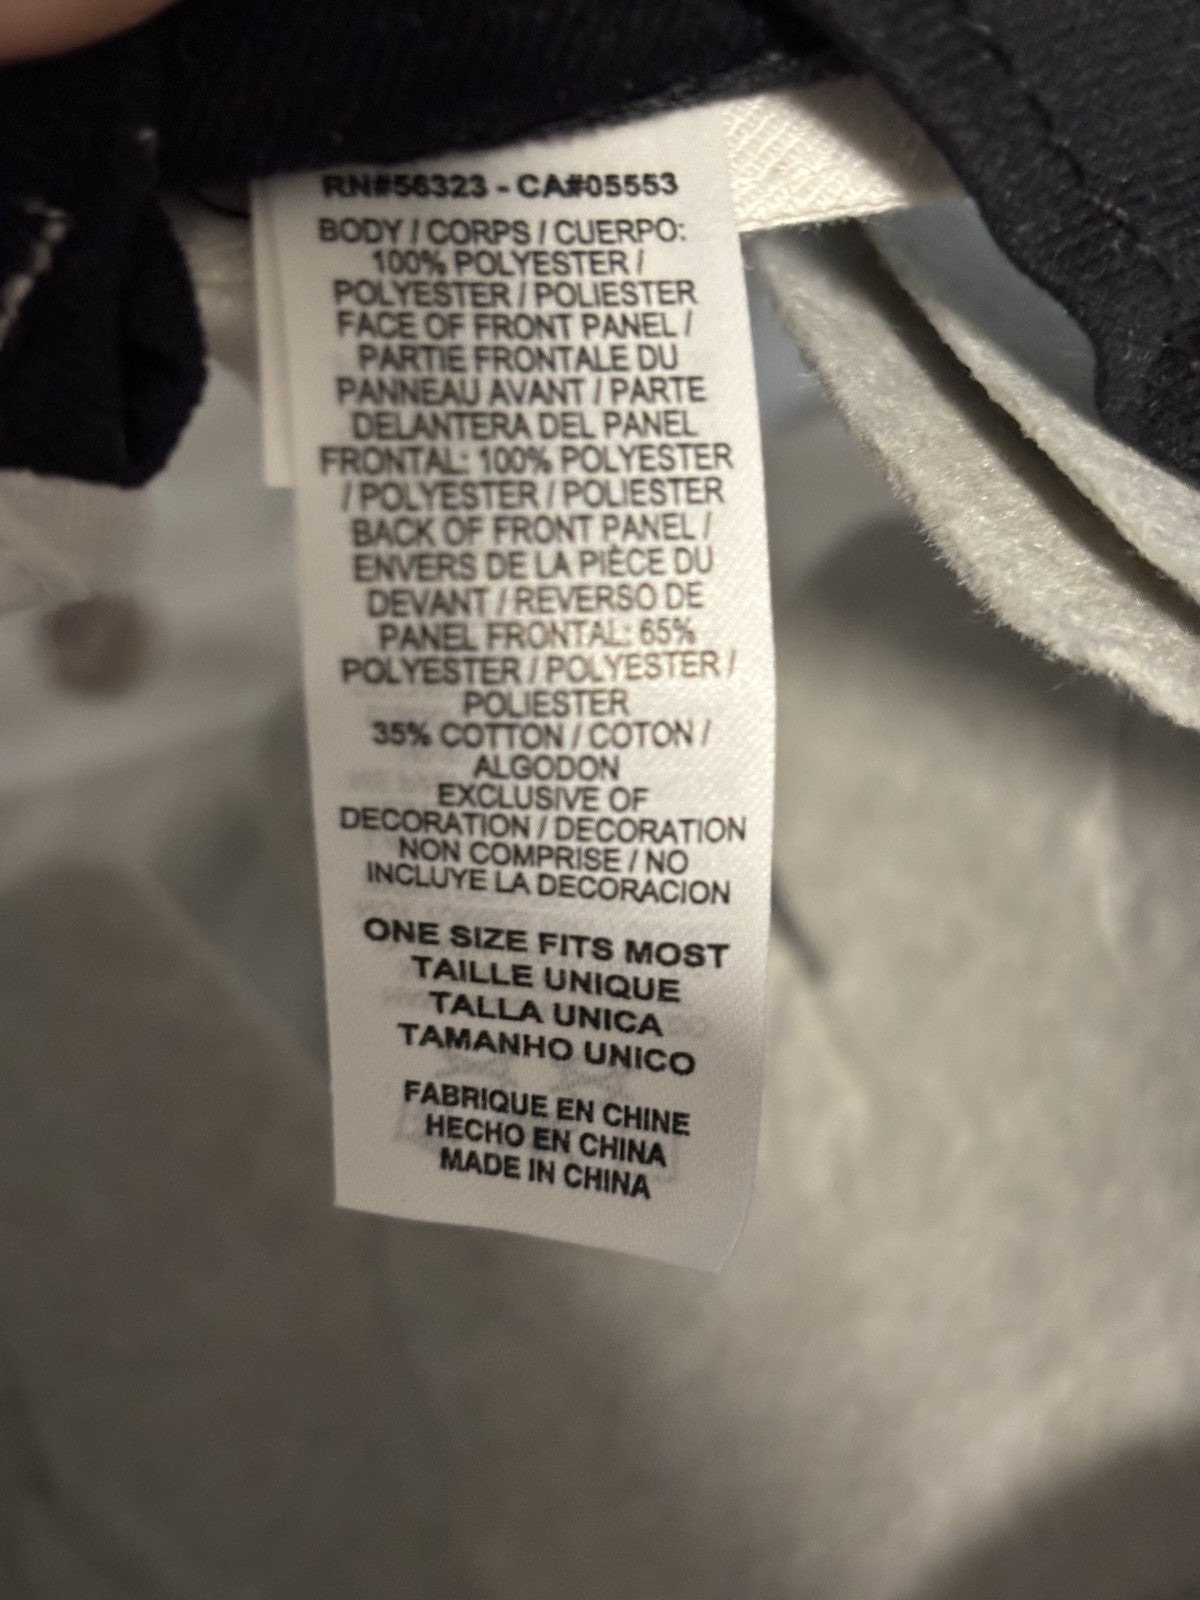 RN#56323 - CA#05553
BODY / CORPS / CUERPO:
100% POLYESTER /
POLYESTER / POLIESTER
FACE OF FRONT PANEL /
PARTIE FRONTALE DU
PANNEAU AVANT / PARTE
DELANTERA DEL PANEL
FRONTAL: 100% POLYESTER
/ POLYESTER / POLIESTER
BACK OF FRONT PANEL /
ENVERS DE LA PIÈCE DU
DEVANT / REVERSO DE
PANEL FRONTAL: 65%
POLYESTER / POLYESTER /
POLIESTER
35% COTTON / COTON /
ALGODON
EXCLUSIVE OF
DECORATION / DECORATION
NON COMPRISE / NO
INCLUYE LA DECORACION
ONE SIZE FITS MOST
TAILLE UNIQUE
TALLA UNICA
TAMANHO UNICO
FABRIQUE EN CHINE
HECHO EN CHINA
MADE IN CHINA